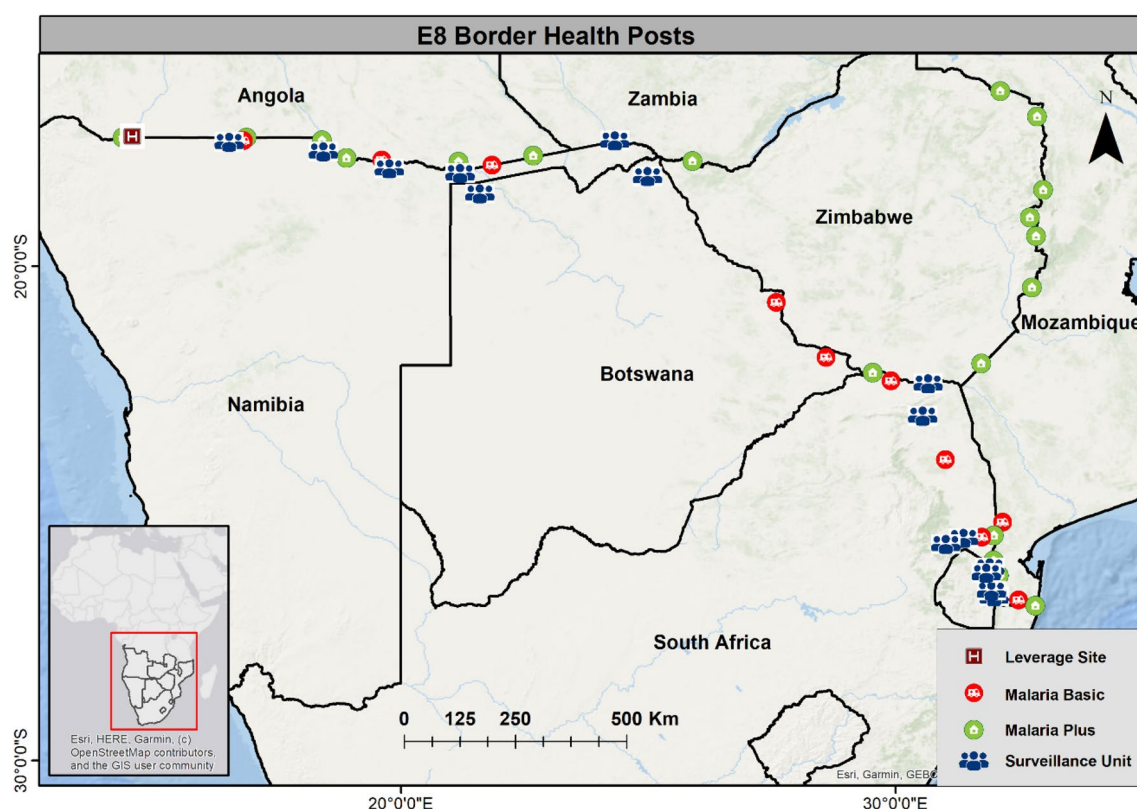 E8 Border Health Posts
Angola
Zambia
N
Zimbabwe
20°0'0"S
Mozambique
Botswana
Namibia
South Africa
0 125 250 500 Km
Esri, HERE, Garmin, (c)
OpenStreetMap contributors,
and the GIS user community
H Leverage Site
Malaria Basic
Malaria Plus
Surveillance Unit
Esri, Garmin, GEBC
30°0'0"S
20°0'0"E
30°0'0"E